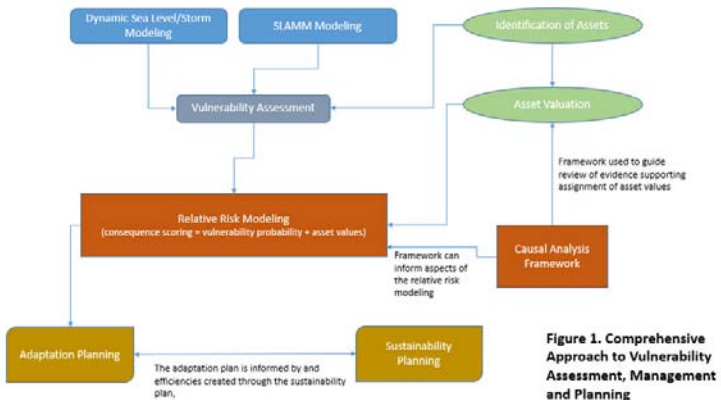 Dynamic Sea Level/Storm
Modeling
SLAMM Modeling
Identification of Assets
Vulnerability Assessment
Asset Valuation
Framework used to guide
review of evidence supporting
assignment of asset values
Relative Risk Modeling
(consequence scoring = vulnerability probability + asset values)
Causal Analysis
Framework
Framework can
inform aspects of
the relative risk
modeling
Adaptation Planning
Sustainability
Planning
The adaptation plan is informed by and
efficiencies created through the sustainability
plan,
Figure 1. Comprehensive
Approach to Vulnerability
Assessment, Management
and Planning